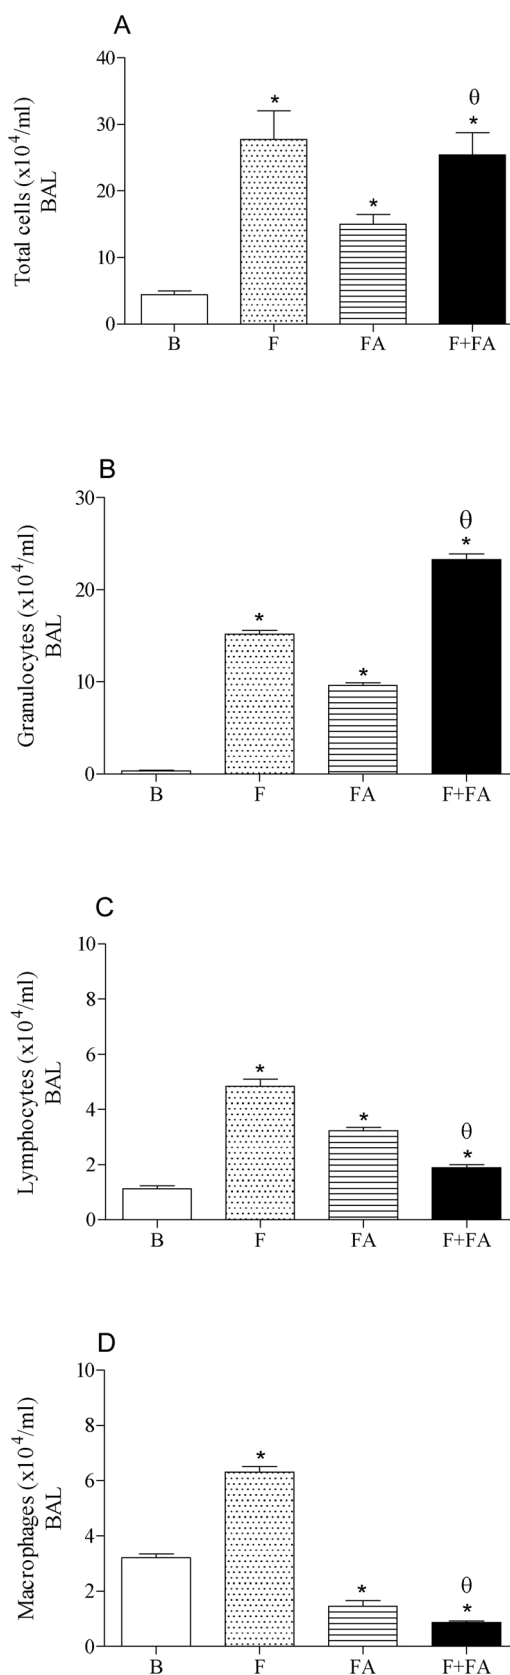 A
Total cells (x10⁴/ml)
BAL
40
30
20
10
0
*
*
θ
*
B
F
FA
F+FA
B
Granulocytes (x10⁴/ml)
BAL
30
20
10
0
*
*
θ
*
B
F
FA
F+FA
C
Lymphocytes (x10⁴/ml)
BAL
10
8
6
4
2
0
*
*
θ
*
B
F
FA
F+FA
D
Macrophages (x10⁴/ml)
BAL
10
8
6
4
2
0
*
*
θ
*
B
F
FA
F+FA